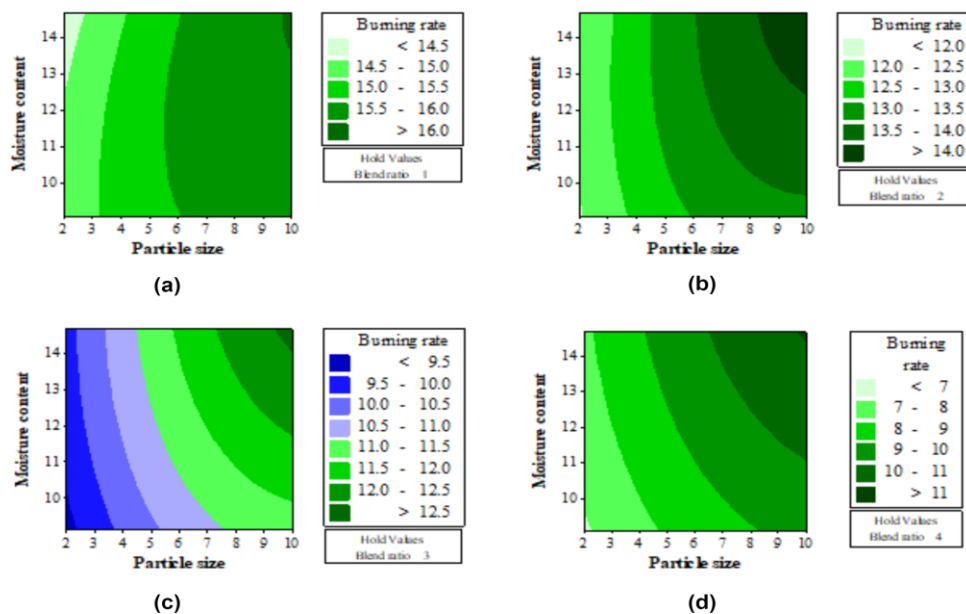 Burning rate
< 14.5
14.5 - 15.0
15.0 - 15.5
15.5 - 16.0
> 16.0
Hold Values
Blend ratio 1
Moisture content
14
13
12
11
10
2 3 4 5 6 7 8 9 10
Particle size
(a)
Burning rate
< 12.0
12.0 - 12.5
12.5 - 13.0
13.0 - 13.5
13.5 - 14.0
> 14.0
Hold Values
Blend ratio 2
Moisture content
14
13
12
11
10
2 3 4 5 6 7 8 9 10
Particle size
(b)
Burning rate
< 9.5
9.5 - 10.0
10.0 - 10.5
10.5 - 11.0
11.0 - 11.5
11.5 - 12.0
12.0 - 12.5
> 12.5
Hold Values
Blend ratio 3
Moisture content
14
13
12
11
10
2 3 4 5 6 7 8 9 10
Particle size
(c)
Burning
rate
< 7
7 - 8
8 - 9
9 - 10
10 - 11
> 11
Hold Values
Blend ratio 4
Moisture content
14
13
12
11
10
2 3 4 5 6 7 8 9 10
Particle size
(d)